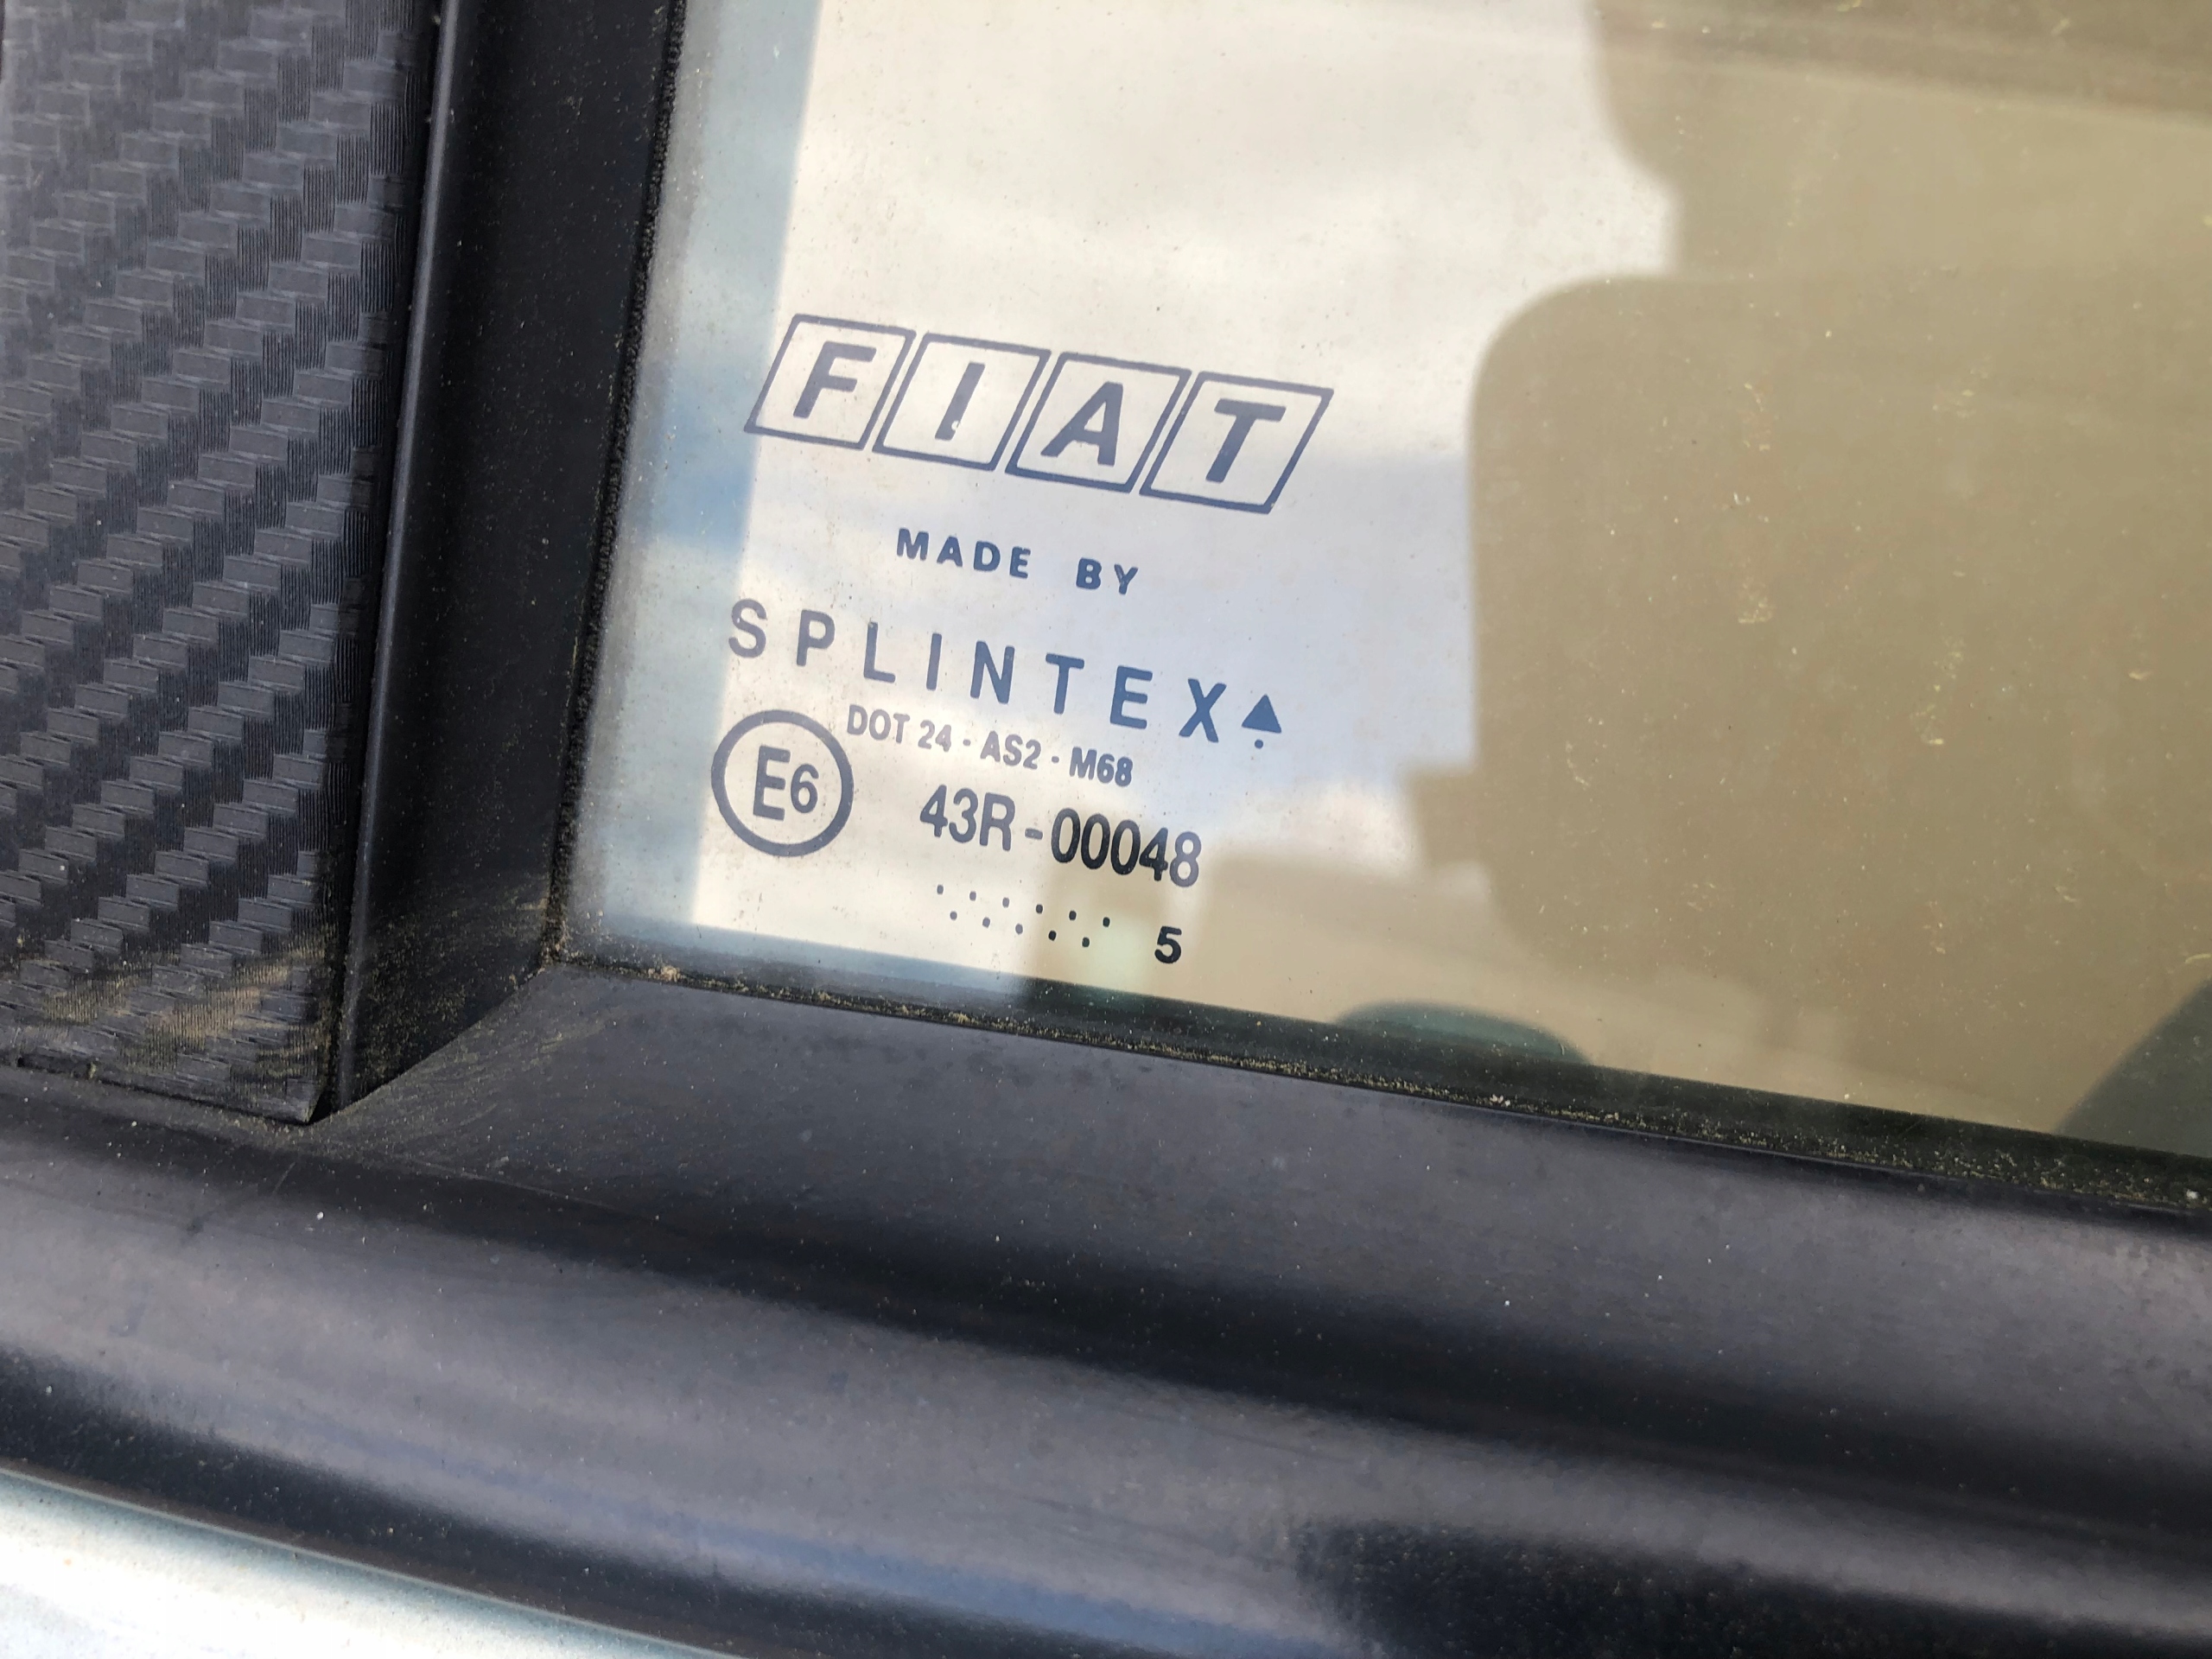 FIAT
MADE BY
SPLINTEX
DOT 24 · AS2 · M68
E6 43R-00048
5